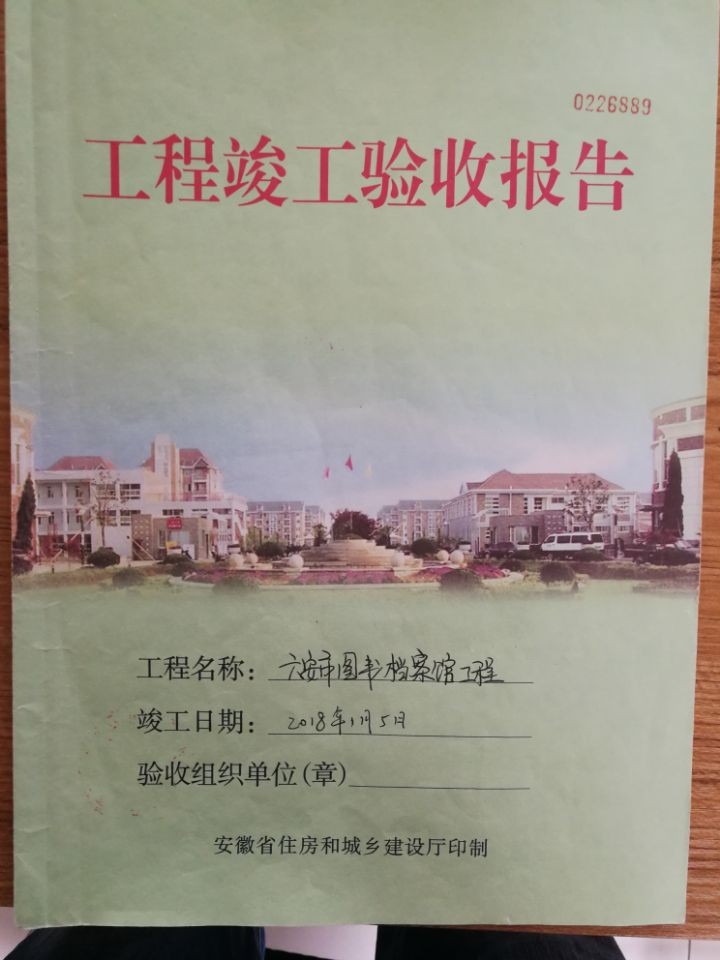 0226889
工程竣工验收报告
工程名称：六安市图书档案馆工程
竣工日期：2018年1月5日
验收组织单位(章)
安徽省住房和城乡建设厅印制